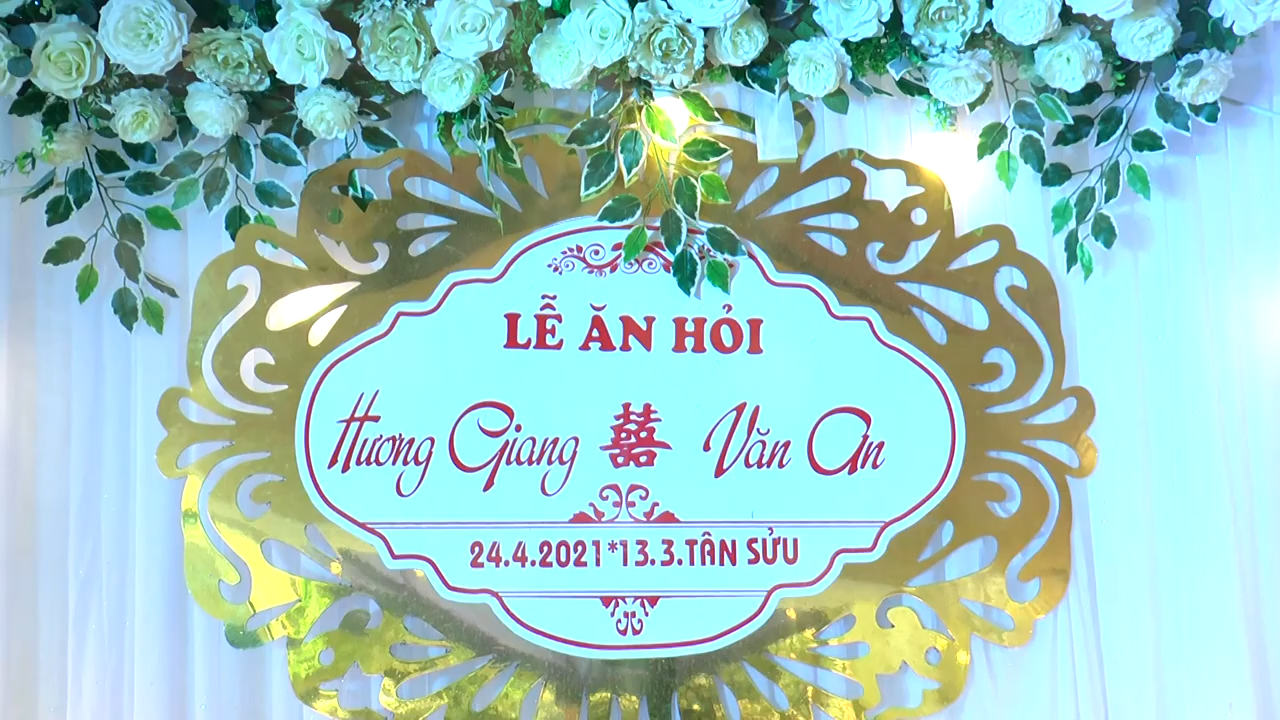 LỄ ĂN HỎI
Hương Giang 囍 Văn An
24.4.2021*13.3.TÂN SỬU